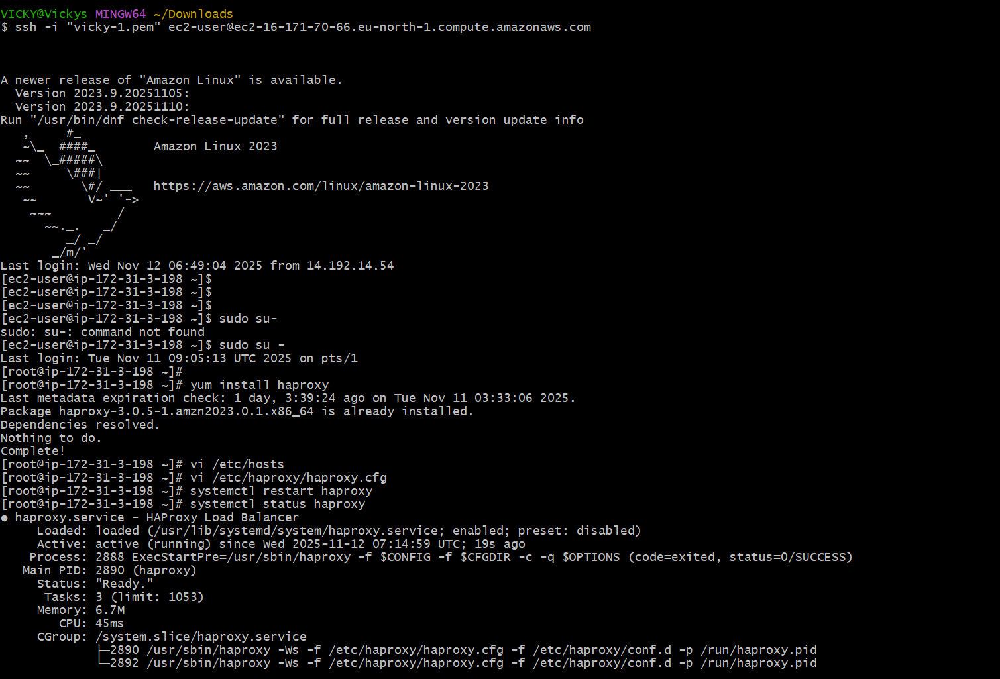 VICKY@Vickys MINGW64 ~/Downloads
$ ssh -i "vicky-1.pem" ec2-user@ec2-16-171-70-66.eu-north-1.compute.amazonaws.com
A newer release of "Amazon Linux" is available.
  Version 2023.9.20251105:
  Version 2023.9.20251110:
Run "/usr/bin/dnf check-release-update" for full release and version update info
   ,     #_
   ~\_  ####_        Amazon Linux 2023
  ~~  \_#####\
  ~~     \###|
  ~~       \#/ ___   https://aws.amazon.com/linux/amazon-linux-2023
   ~~       V~' '->
    ~~~         /
      ~~._.   _/
         _/ _/
       _/m/'
Last login: Wed Nov 12 06:49:04 2025 from 14.192.14.54
[ec2-user@ip-172-31-3-198 ~]$
[ec2-user@ip-172-31-3-198 ~]$
[ec2-user@ip-172-31-3-198 ~]$
[ec2-user@ip-172-31-3-198 ~]$ sudo su-
sudo: su-: command not found
[ec2-user@ip-172-31-3-198 ~]$ sudo su -
Last login: Tue Nov 11 09:05:13 UTC 2025 on pts/1
[root@ip-172-31-3-198 ~]#
[root@ip-172-31-3-198 ~]# yum install haproxy
Last metadata expiration check: 1 day, 3:39:24 ago on Tue Nov 11 03:33:06 2025.
Package haproxy-3.0.5-1.amzn2023.0.1.x86_64 is already installed.
Dependencies resolved.
Nothing to do.
Complete!
[root@ip-172-31-3-198 ~]# vi /etc/hosts
[root@ip-172-31-3-198 ~]# vi /etc/haproxy/haproxy.cfg
[root@ip-172-31-3-198 ~]# systemctl restart haproxy
[root@ip-172-31-3-198 ~]# systemctl status haproxy
● haproxy.service - HAProxy Load Balancer
     Loaded: loaded (/usr/lib/systemd/system/haproxy.service; enabled; preset: disabled)
     Active: active (running) since Wed 2025-11-12 07:14:59 UTC; 19s ago
    Process: 2888 ExecStartPre=/usr/sbin/haproxy -f $CONFIG -f $CFGDIR -c -q $OPTIONS (code=exited, status=0/SUCCESS)
   Main PID: 2890 (haproxy)
     Status: "Ready."
      Tasks: 3 (limit: 1053)
     Memory: 6.7M
        CPU: 45ms
     CGroup: /system.slice/haproxy.service
             ├─2890 /usr/sbin/haproxy -Ws -f /etc/haproxy/haproxy.cfg -f /etc/haproxy/conf.d -p /run/haproxy.pid
             └─2892 /usr/sbin/haproxy -Ws -f /etc/haproxy/haproxy.cfg -f /etc/haproxy/conf.d -p /run/haproxy.pid